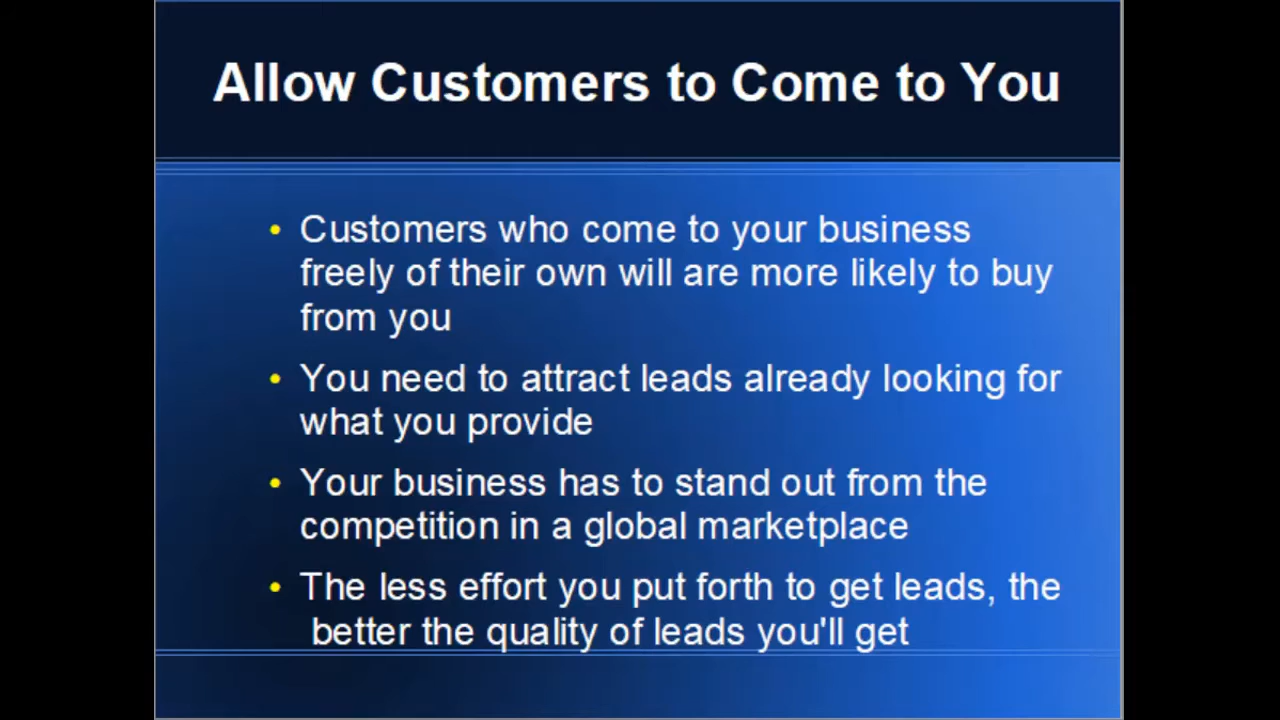 Allow Customers to Come to You
• Customers who come to your business
freely of their own will are more likely to buy
from you
• You need to attract leads already looking for
what you provide
• Your business has to stand out from the
competition in a global marketplace
• The less effort you put forth to get leads, the
better the quality of leads you'll get